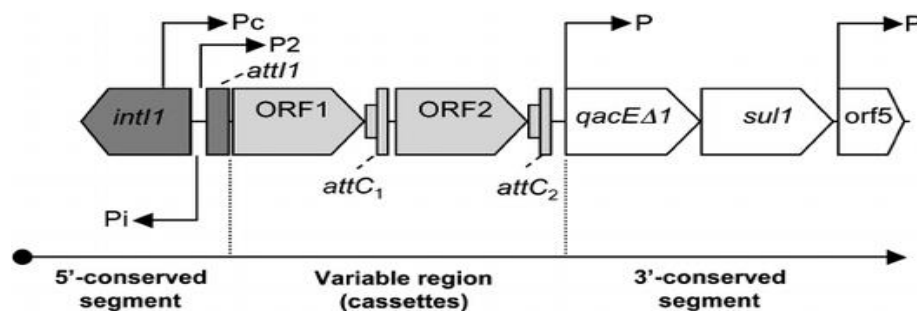 Pc
P2
attI1
P
P
intI1
ORF1
ORF2
qacEΔ1
sul1
orf5
attC1
attC2
Pi
5'-conserved segment
Variable region (cassettes)
3'-conserved segment